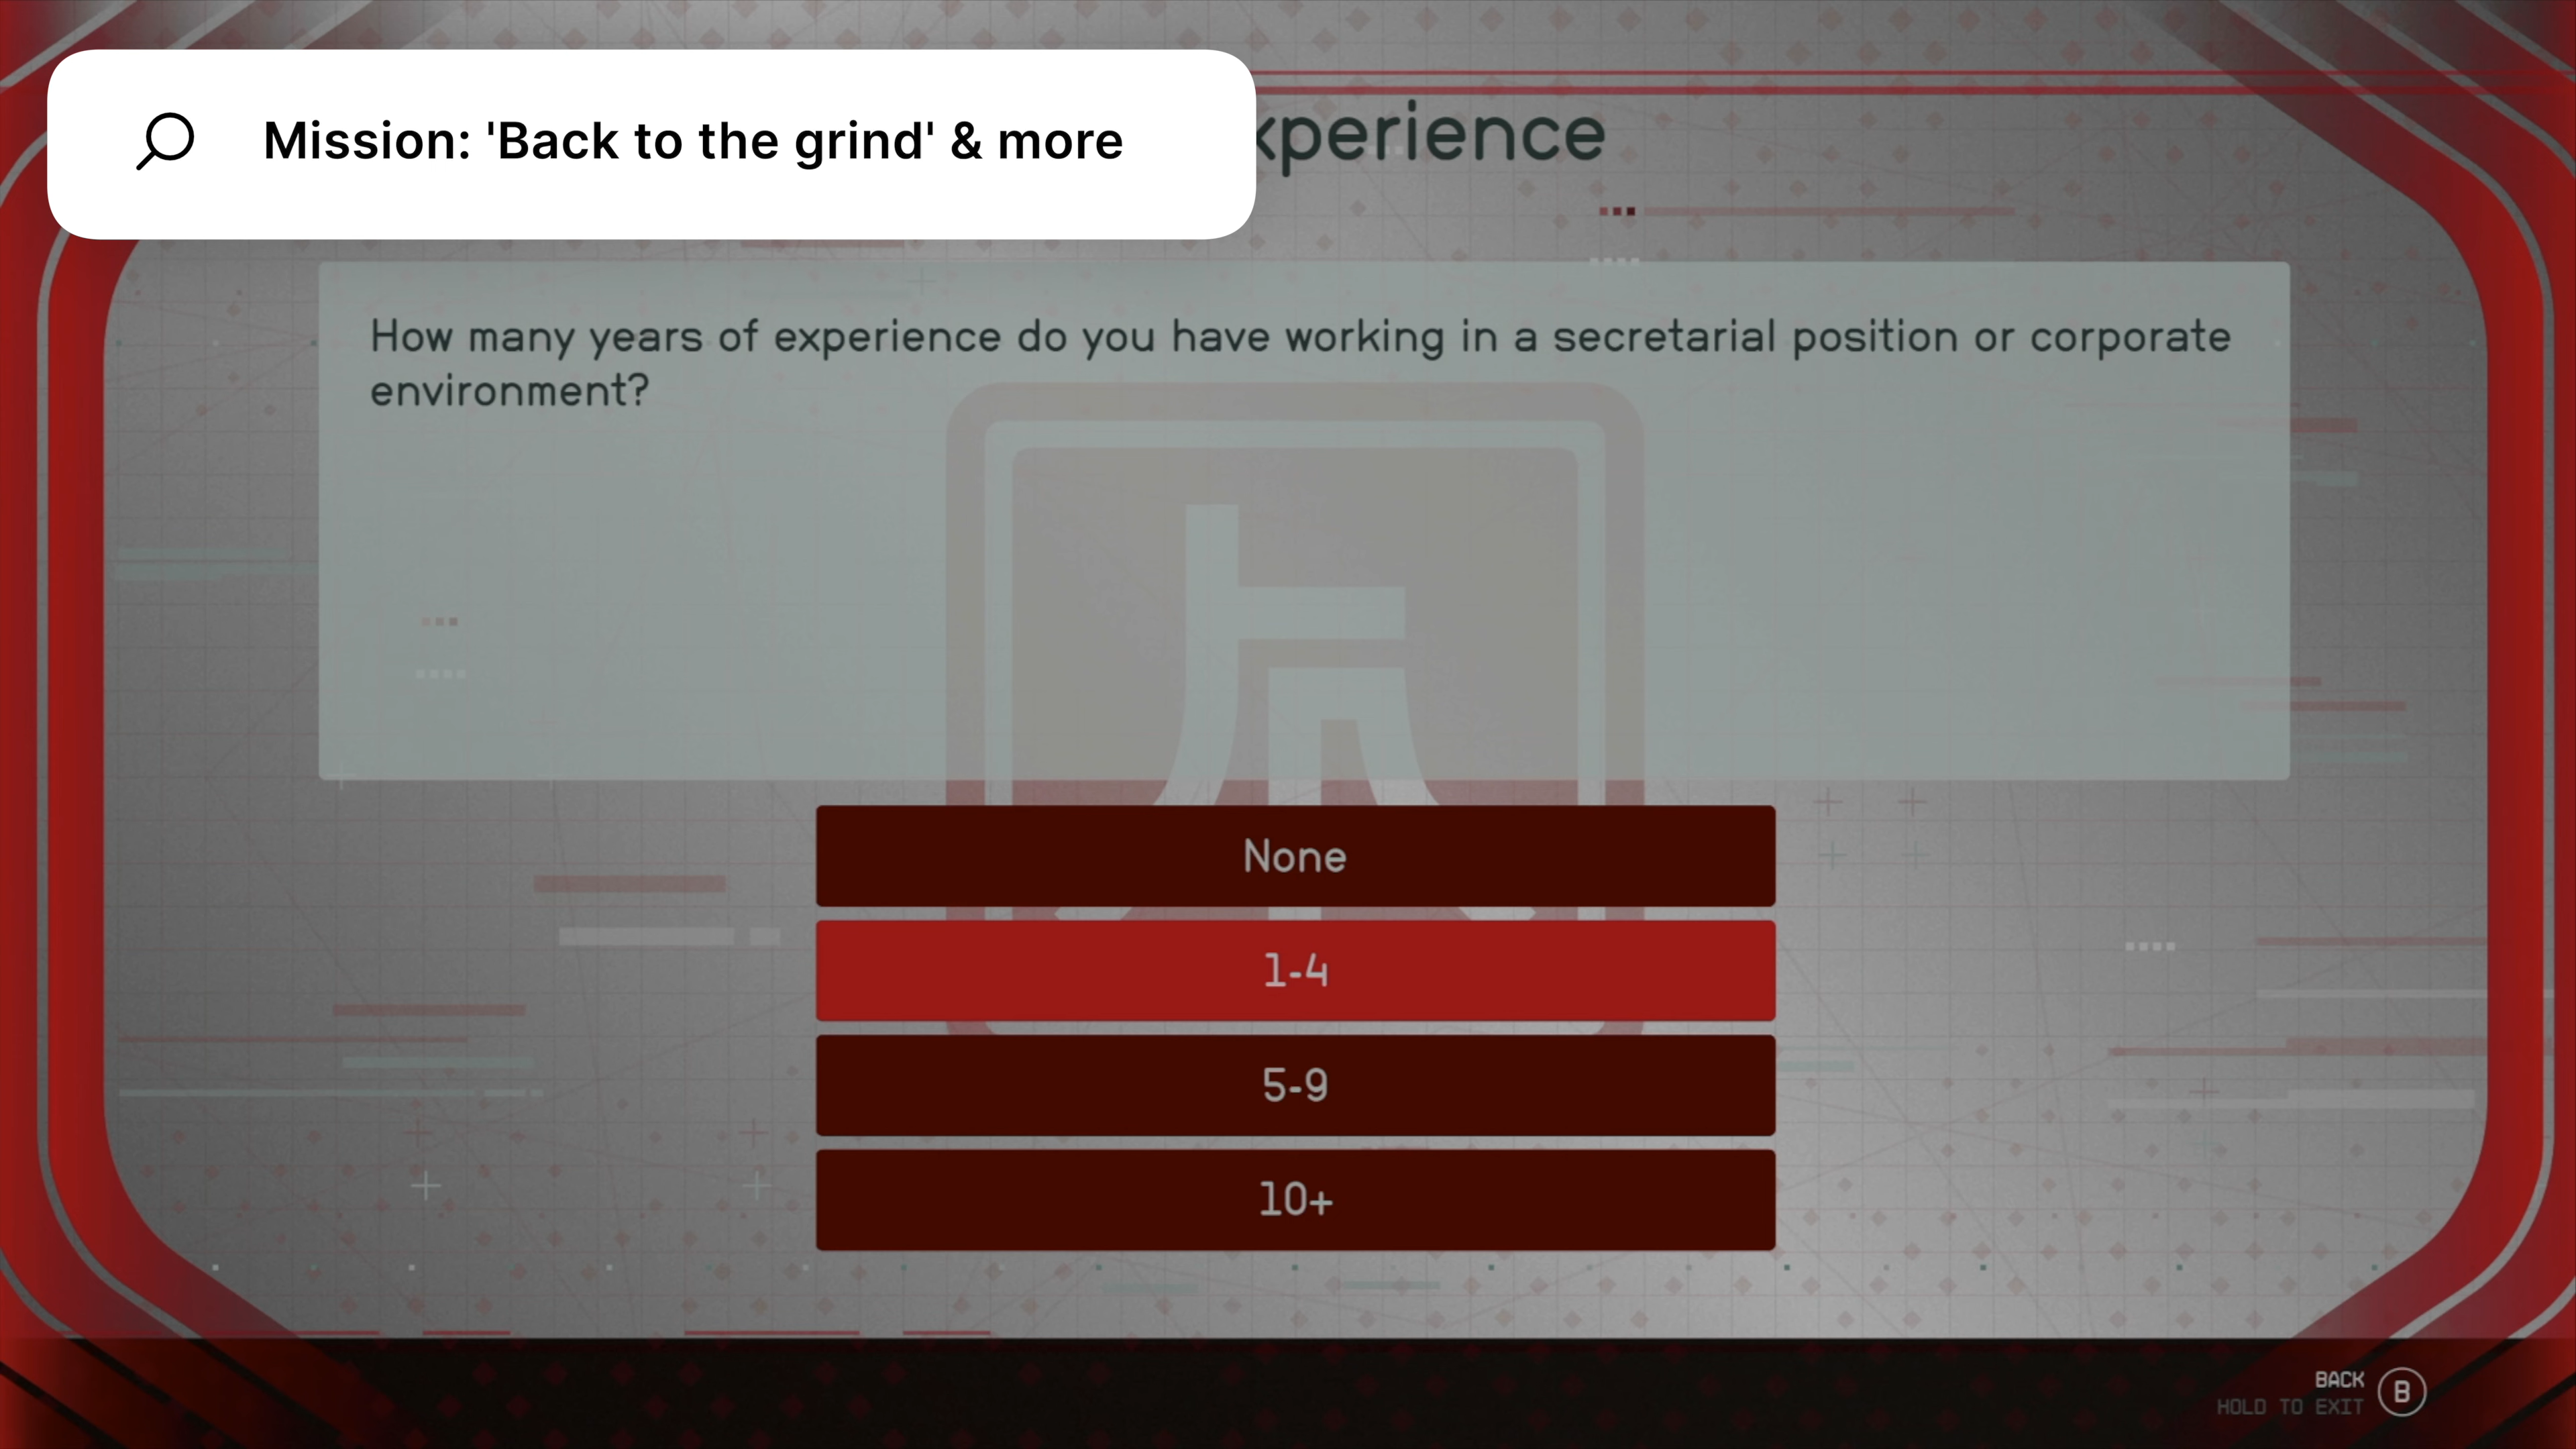 Mission: 'Back to the grind' & more
xperience
How many years of experience do you have working in a secretarial position or corporate
environment?
None
1-4
5-9
10+
BACK
HOLD TO EXIT
B